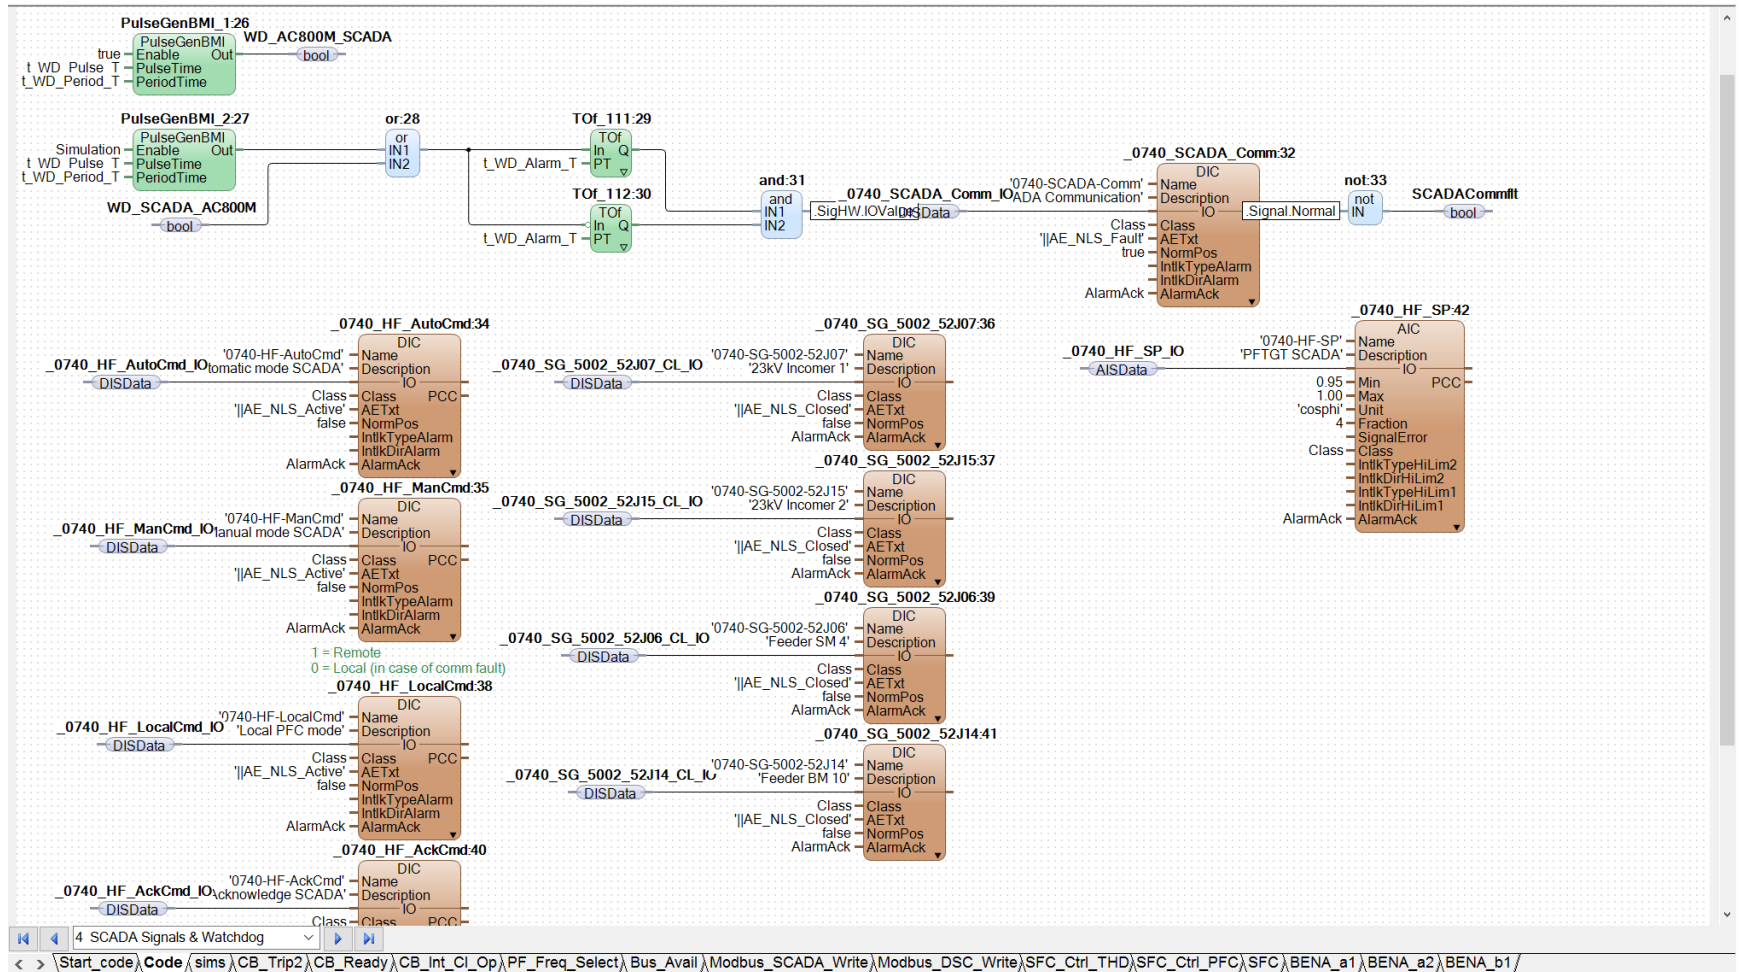 PulseGenBMI_1:26
PulseGenBMI
true Enable Out
t_WD_Pulse_T PulseTime
t_WD_Period_T PeriodTime
WD_AC800M_SCADA
bool
PulseGenBMI_2:27
PulseGenBMI
Simulation Enable Out
t_WD_Pulse_T PulseTime
t_WD_Period_T PeriodTime
WD_SCADA_AC800M
bool
or:28
or
IN1
IN2
TOf_111:29
TOf
In Q
t_WD_Alarm_T PT
TOf_112:30
TOf
In Q
t_WD_Alarm_T PT
and:31
and
IN1
IN2
.SigHW.IOValue
_0740_SCADA_Comm_IO
_0740_SCADA_Comm:32
DIC
'0740-SCADA-Comm' Name
ADA Communication' Description
IO
Class Class
'||AE_NLS_Fault' AETxt
true NormPos
IntlkTypeAlarm
IntlkDirAlarm
AlarmAck AlarmAck
.Signal.Normal
not:33
not
IN
SCADACommflt
bool
_0740_HF_AutoCmd:34
DIC
'0740-HF-AutoCmd' Name
tomatic mode SCADA' Description
IO
_0740_HF_AutoCmd_IO
DISData
Class Class PCC
'||AE_NLS_Active' AETxt
false NormPos
IntlkTypeAlarm
IntlkDirAlarm
AlarmAck AlarmAck
_0740_HF_ManCmd:35
DIC
'0740-HF-ManCmd' Name
lanual mode SCADA' Description
IO
_0740_HF_ManCmd_IO
DISData
Class Class PCC
'||AE_NLS_Active' AETxt
false NormPos
IntlkTypeAlarm
IntlkDirAlarm
AlarmAck AlarmAck
1 = Remote
0 = Local (in case of comm fault)
_0740_HF_LocalCmd:38
DIC
'0740-HF-LocalCmd' Name
'Local PFC mode' Description
IO
_0740_HF_LocalCmd_IO
DISData
Class Class PCC
'||AE_NLS_Active' AETxt
false NormPos
IntlkTypeAlarm
IntlkDirAlarm
AlarmAck AlarmAck
_0740_HF_AckCmd:40
DIC
'0740-HF-AckCmd' Name
cknowledge SCADA' Description
IO
_0740_HF_AckCmd_IO
DISData
Class Class PCC
_0740_SG_5002_52J07:36
DIC
'0740-SG-5002-52J07' Name
'23kV Incomer 1' Description
IO
_0740_SG_5002_52J07_CL_IO
DISData
Class Class
'||AE_NLS_Closed' AETxt
false NormPos
AlarmAck AlarmAck
_0740_SG_5002_52J15:37
DIC
'0740-SG-5002-52J15' Name
'23kV Incomer 2' Description
IO
_0740_SG_5002_52J15_CL_IO
DISData
Class Class
'||AE_NLS_Closed' AETxt
false NormPos
AlarmAck AlarmAck
_0740_SG_5002_52J06:39
DIC
'0740-SG-5002-52J06' Name
'Feeder SM 4' Description
IO
_0740_SG_5002_52J06_CL_IO
DISData
Class Class
'||AE_NLS_Closed' AETxt
false NormPos
AlarmAck AlarmAck
_0740_SG_5002_52J14:41
DIC
'0740-SG-5002-52J14' Name
'Feeder BM 10' Description
IO
_0740_SG_5002_52J14_CL_IO
DISData
Class Class
'||AE_NLS_Closed' AETxt
false NormPos
AlarmAck AlarmAck
_0740_HF_SP:42
AIC
'0740-HF-SP' Name
'PFTGT SCADA' Description
IO
_0740_HF_SP_IO
AISData
0.95 Min PCC
1.00 Max
'cosphi' Unit
4 Fraction
SignalError
Class Class
IntlkTypeHiLim2
IntlkDirHiLim2
IntlkTypeHiLim1
IntlkDirHiLim1
AlarmAck AlarmAck
4 SCADA Signals & Watchdog
Start_code Code sims CB_Trip2 CB_Ready CB_Int_Cl_Op PF_Freq_Select Bus_Avail Modbus_SCADA_Write Modbus_DSC_Write SFC_Ctrl_THD SFC_Ctrl_PFC SFC BENA_a1 BENA_a2 BENA_b1